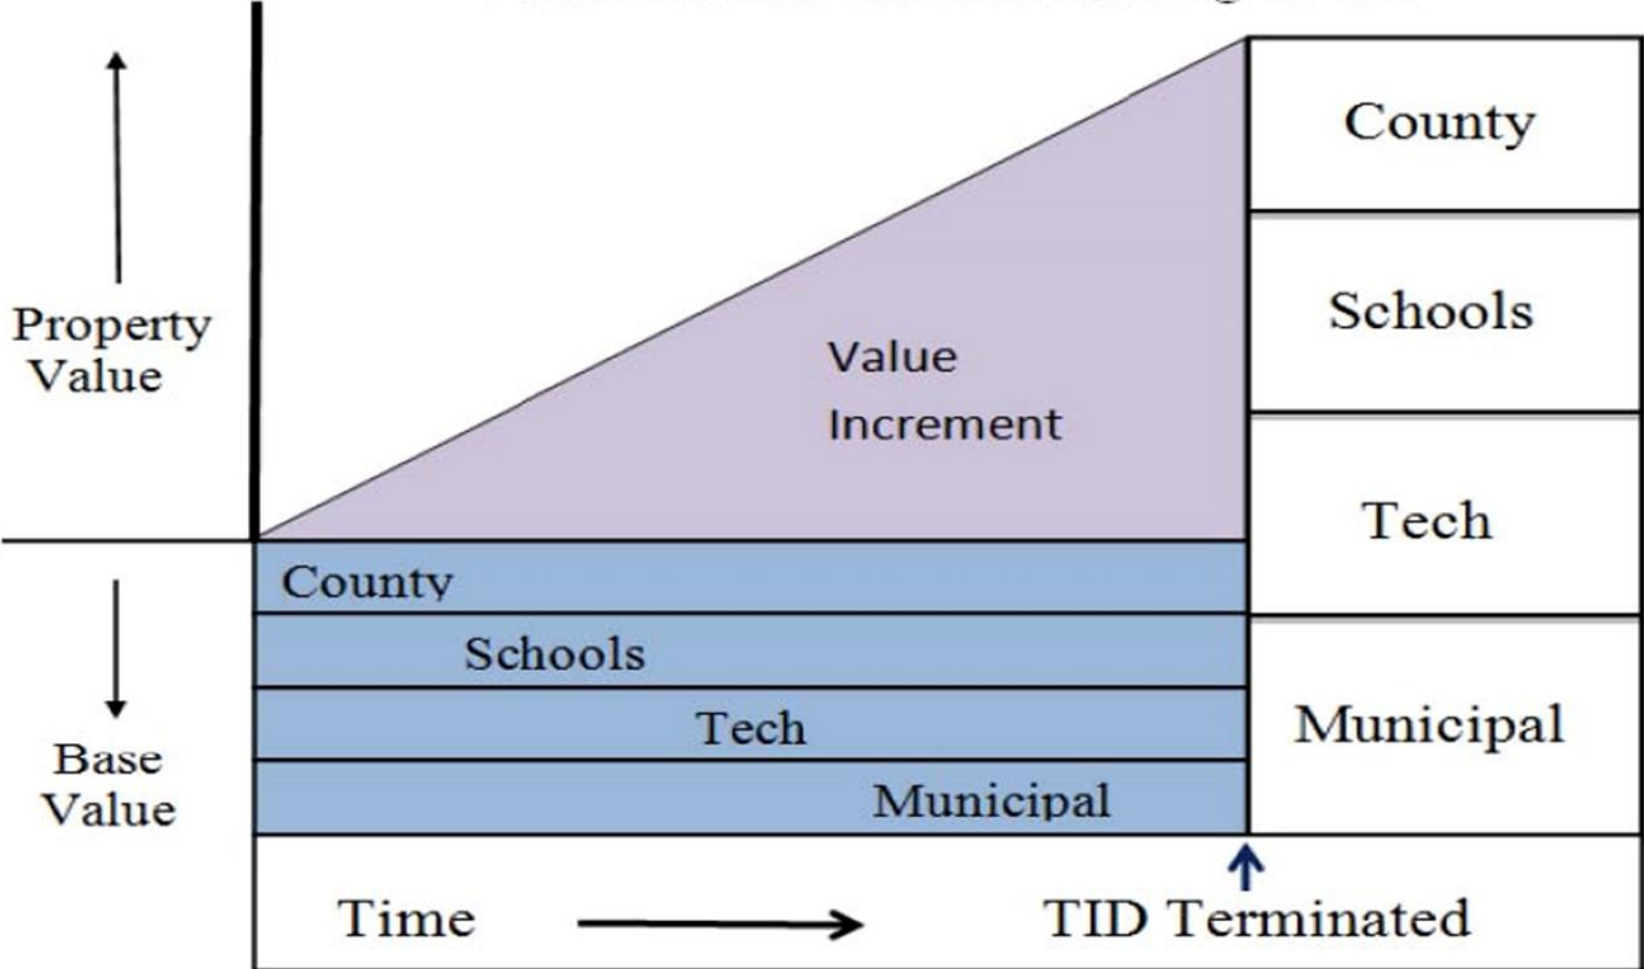 County
Schools
Property
Value
Value
Increment
Tech
County
Schools
Tech
Municipal
Base
Value
Municipal
Time
TID Terminated